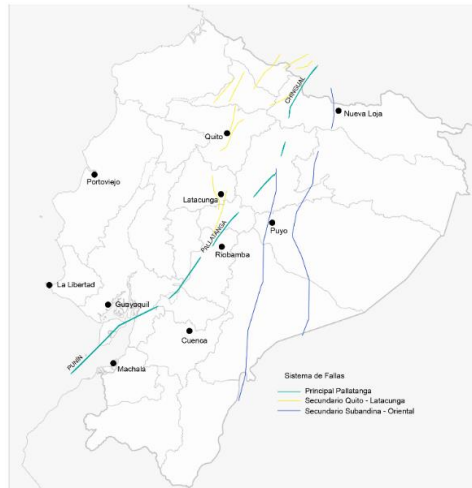 CHINGUAL
Nueva Loja
Quito
Portoviejo
Latacunga
PALLATANGA
Puyo
Riobamba
La Libertad
Guayaquil
Cuenca
PUNÍN
Machala
Sistema de Fallas
Principal Pallatanga
Secundario Quito - Latacunga
Secundario Subandina - Oriental